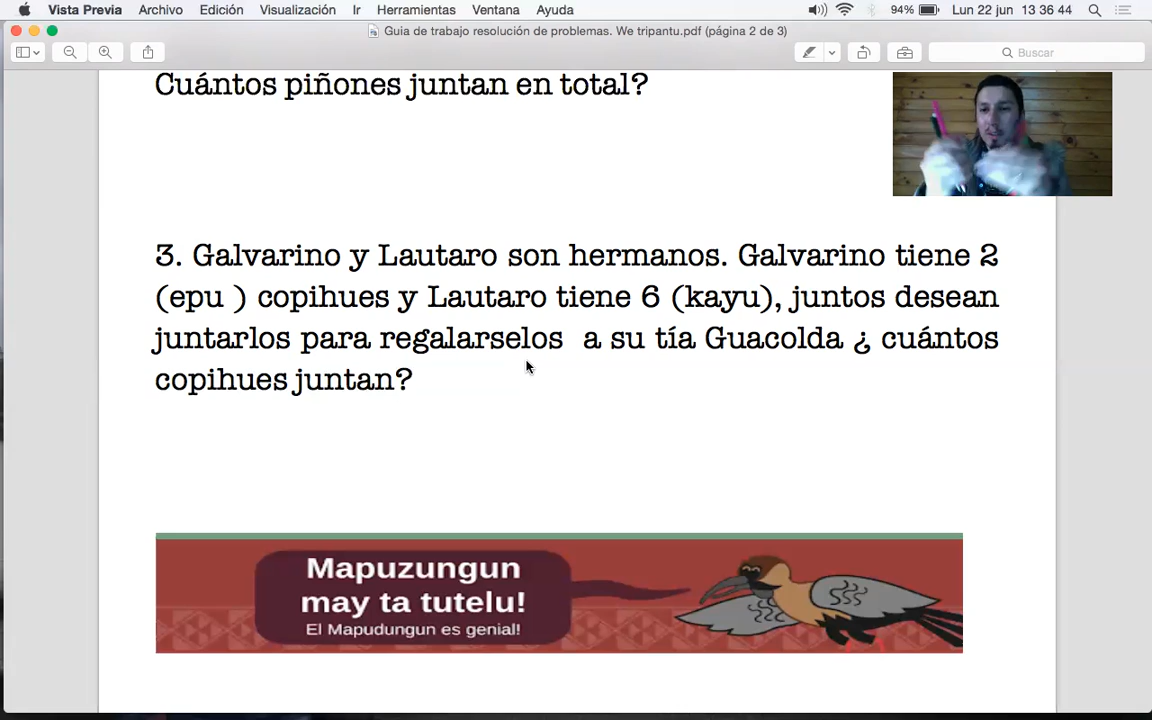 Vista Previa Archivo Edición Visualización Ir Herramientas Ventana Ayuda 94% Lun 22 jun 13 36 44
Guia de trabajo resolución de problemas. We tripantu.pdf (página 2 de 3)
Buscar
Cuántos piñones juntan en total?
3. Galvarino y Lautaro son hermanos. Galvarino tiene 2
(epu ) copihues y Lautaro tiene 6 (kayu), juntos desean
juntarlos para regalarselos a su tía Guacolda ¿ cuántos
copihues juntan?
Mapuzungun
may ta tutelu!
El Mapudungun es genial!